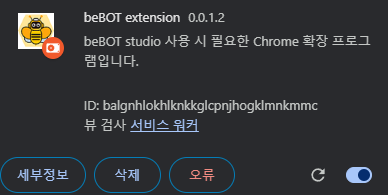 beBOT extension 0.0.1.2
beBOT studio 사용 시 필요한 Chrome 확장 프로그
램입니다.
ID: balgnhlokhlknkkglcpnjhogklmnkmmc
뷰 검사 서비스 워커
세부정보 삭제 오류